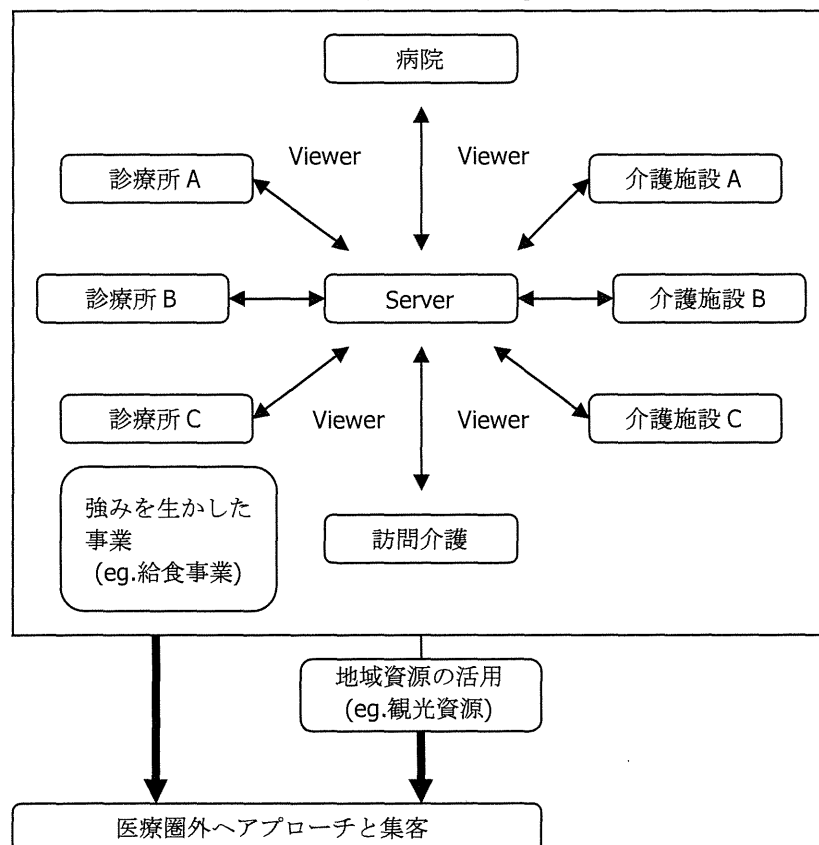 病院
Viewer
Viewer
診療所 A
介護施設 A
診療所 B
Server
介護施設 B
診療所 C
Viewer
Viewer
介護施設 C
強みを生かした
事業
(eg.給食事業)
訪問介護
地域資源の活用
(eg.観光資源)
医療圏外へアプローチと集客